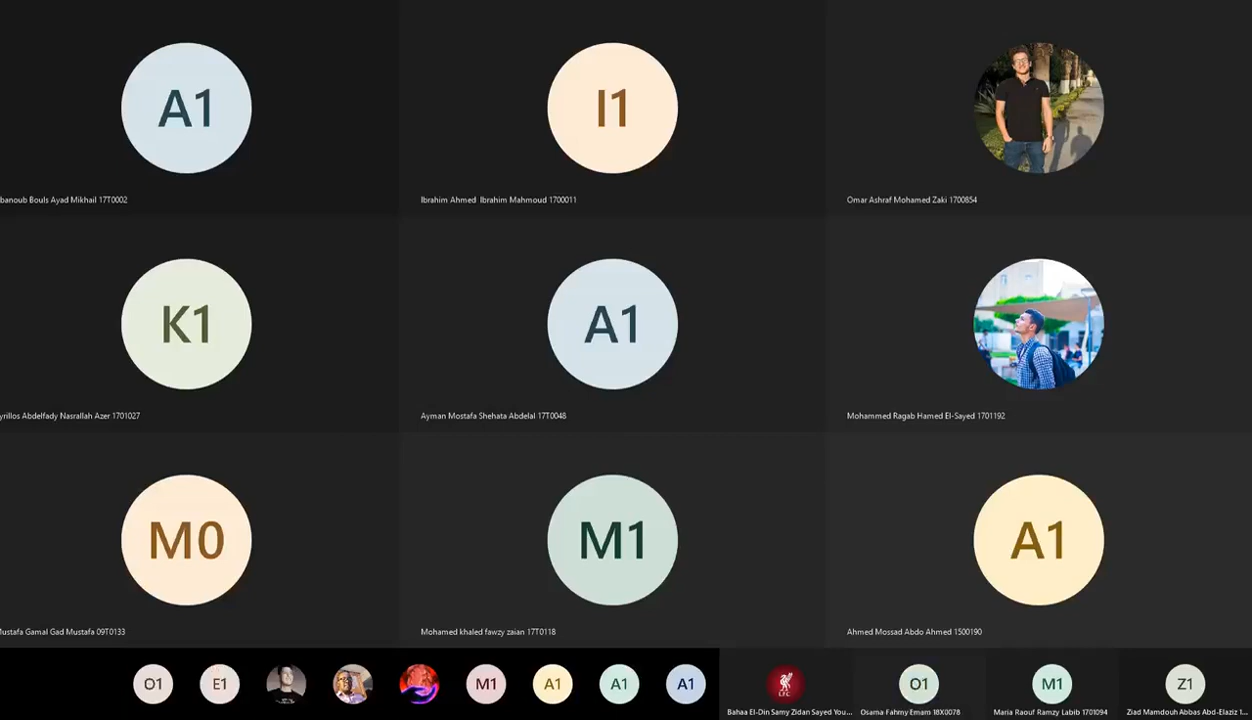 A1
I1
banoub Bouls Ayad Mikhail 17T0002
Ibrahim Ahmed Ibrahim Mahmoud 1700011
Omar Ashraf Mohamed Zaki 1700854
K1
A1
yrillos Abdelfady Nasrallah Azer 1701027
Ayman Mostafa Shehata Abdelal 17T0048
Mohammed Ragab Hamed El-Sayed 1701192
M0
M1
A1
Mustafa Gamal Gad Mustafa 09T0133
Mohamed khaled fawzy zaian 17T0118
Ahmed Mossad Abdo Ahmed 1500190
O1
E1
M1
A1
A1
A1
L.F.C.
O1
M1
Z1
Bahaa El-Din Samy Zidan Sayed You...
Osama Fahmy Emam 18X0078
Maria Raouf Ramzy Labib 1701094
Ziad Mamdouh Abbas Abd-Elaziz 1...